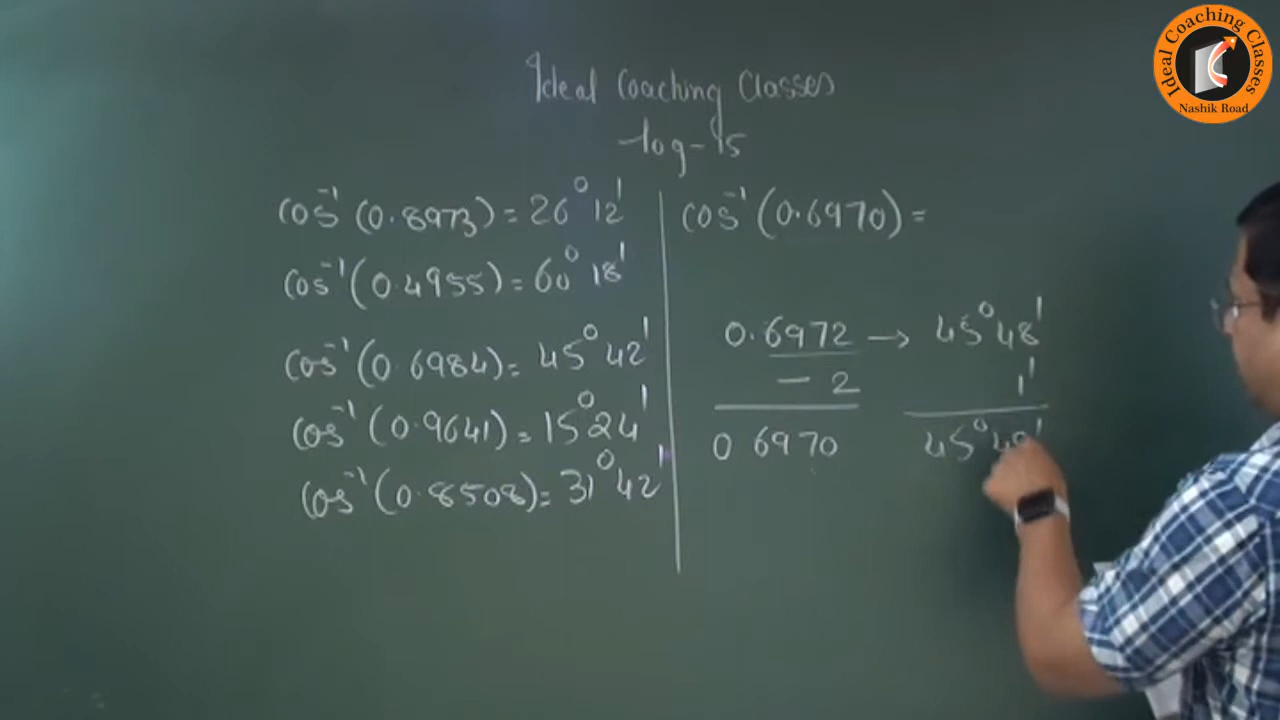 Ideal Coaching Classes
log-15
cos⁻¹(0.8973) = 26°12'
cos⁻¹(0.4955) = 60°18'
cos⁻¹(0.6984) = 45°42'
cos⁻¹(0.9641) = 15°24'
cos⁻¹(0.8508) = 31°42'
cos⁻¹(0.6970) =
0.6972 → 45°48'
- 2 1'
0.6970 45°49'
Ideal Coaching Classes
Nashik Road